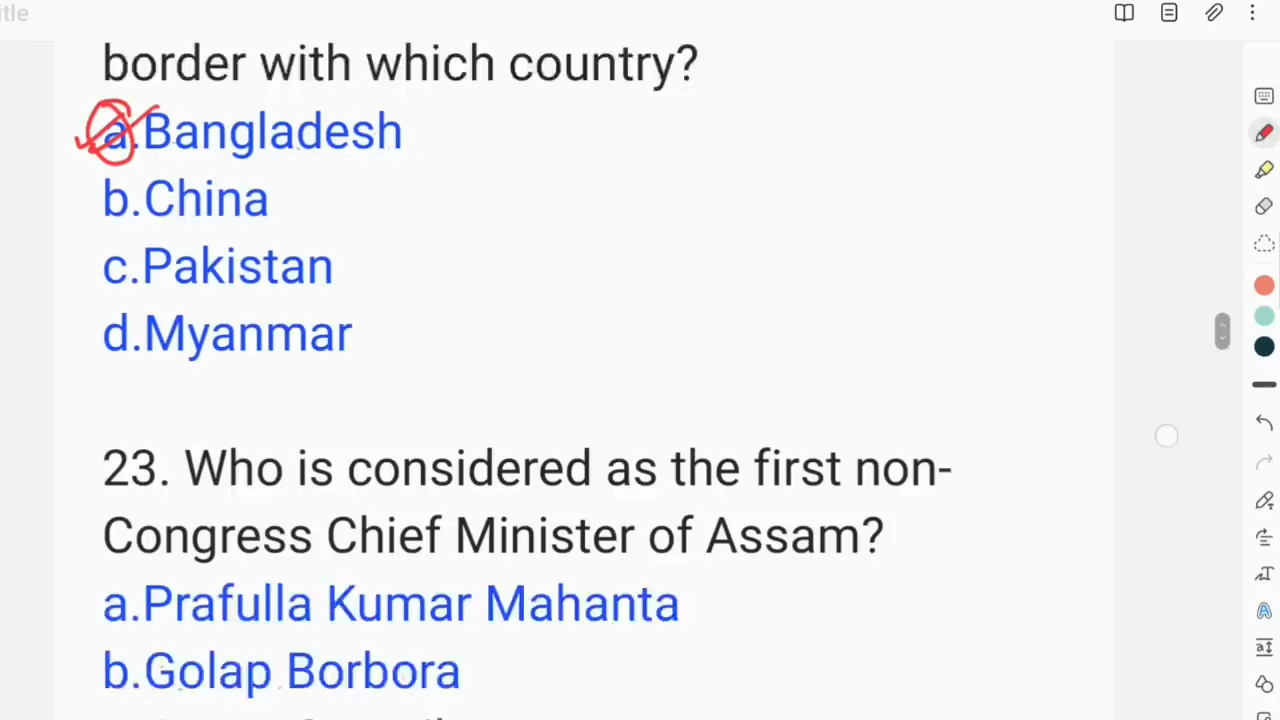 itle
border with which country?
a.Bangladesh
b.China
c.Pakistan
d.Myanmar
23. Who is considered as the first non-
Congress Chief Minister of Assam?
a.Prafulla Kumar Mahanta
b.Golap Borbora